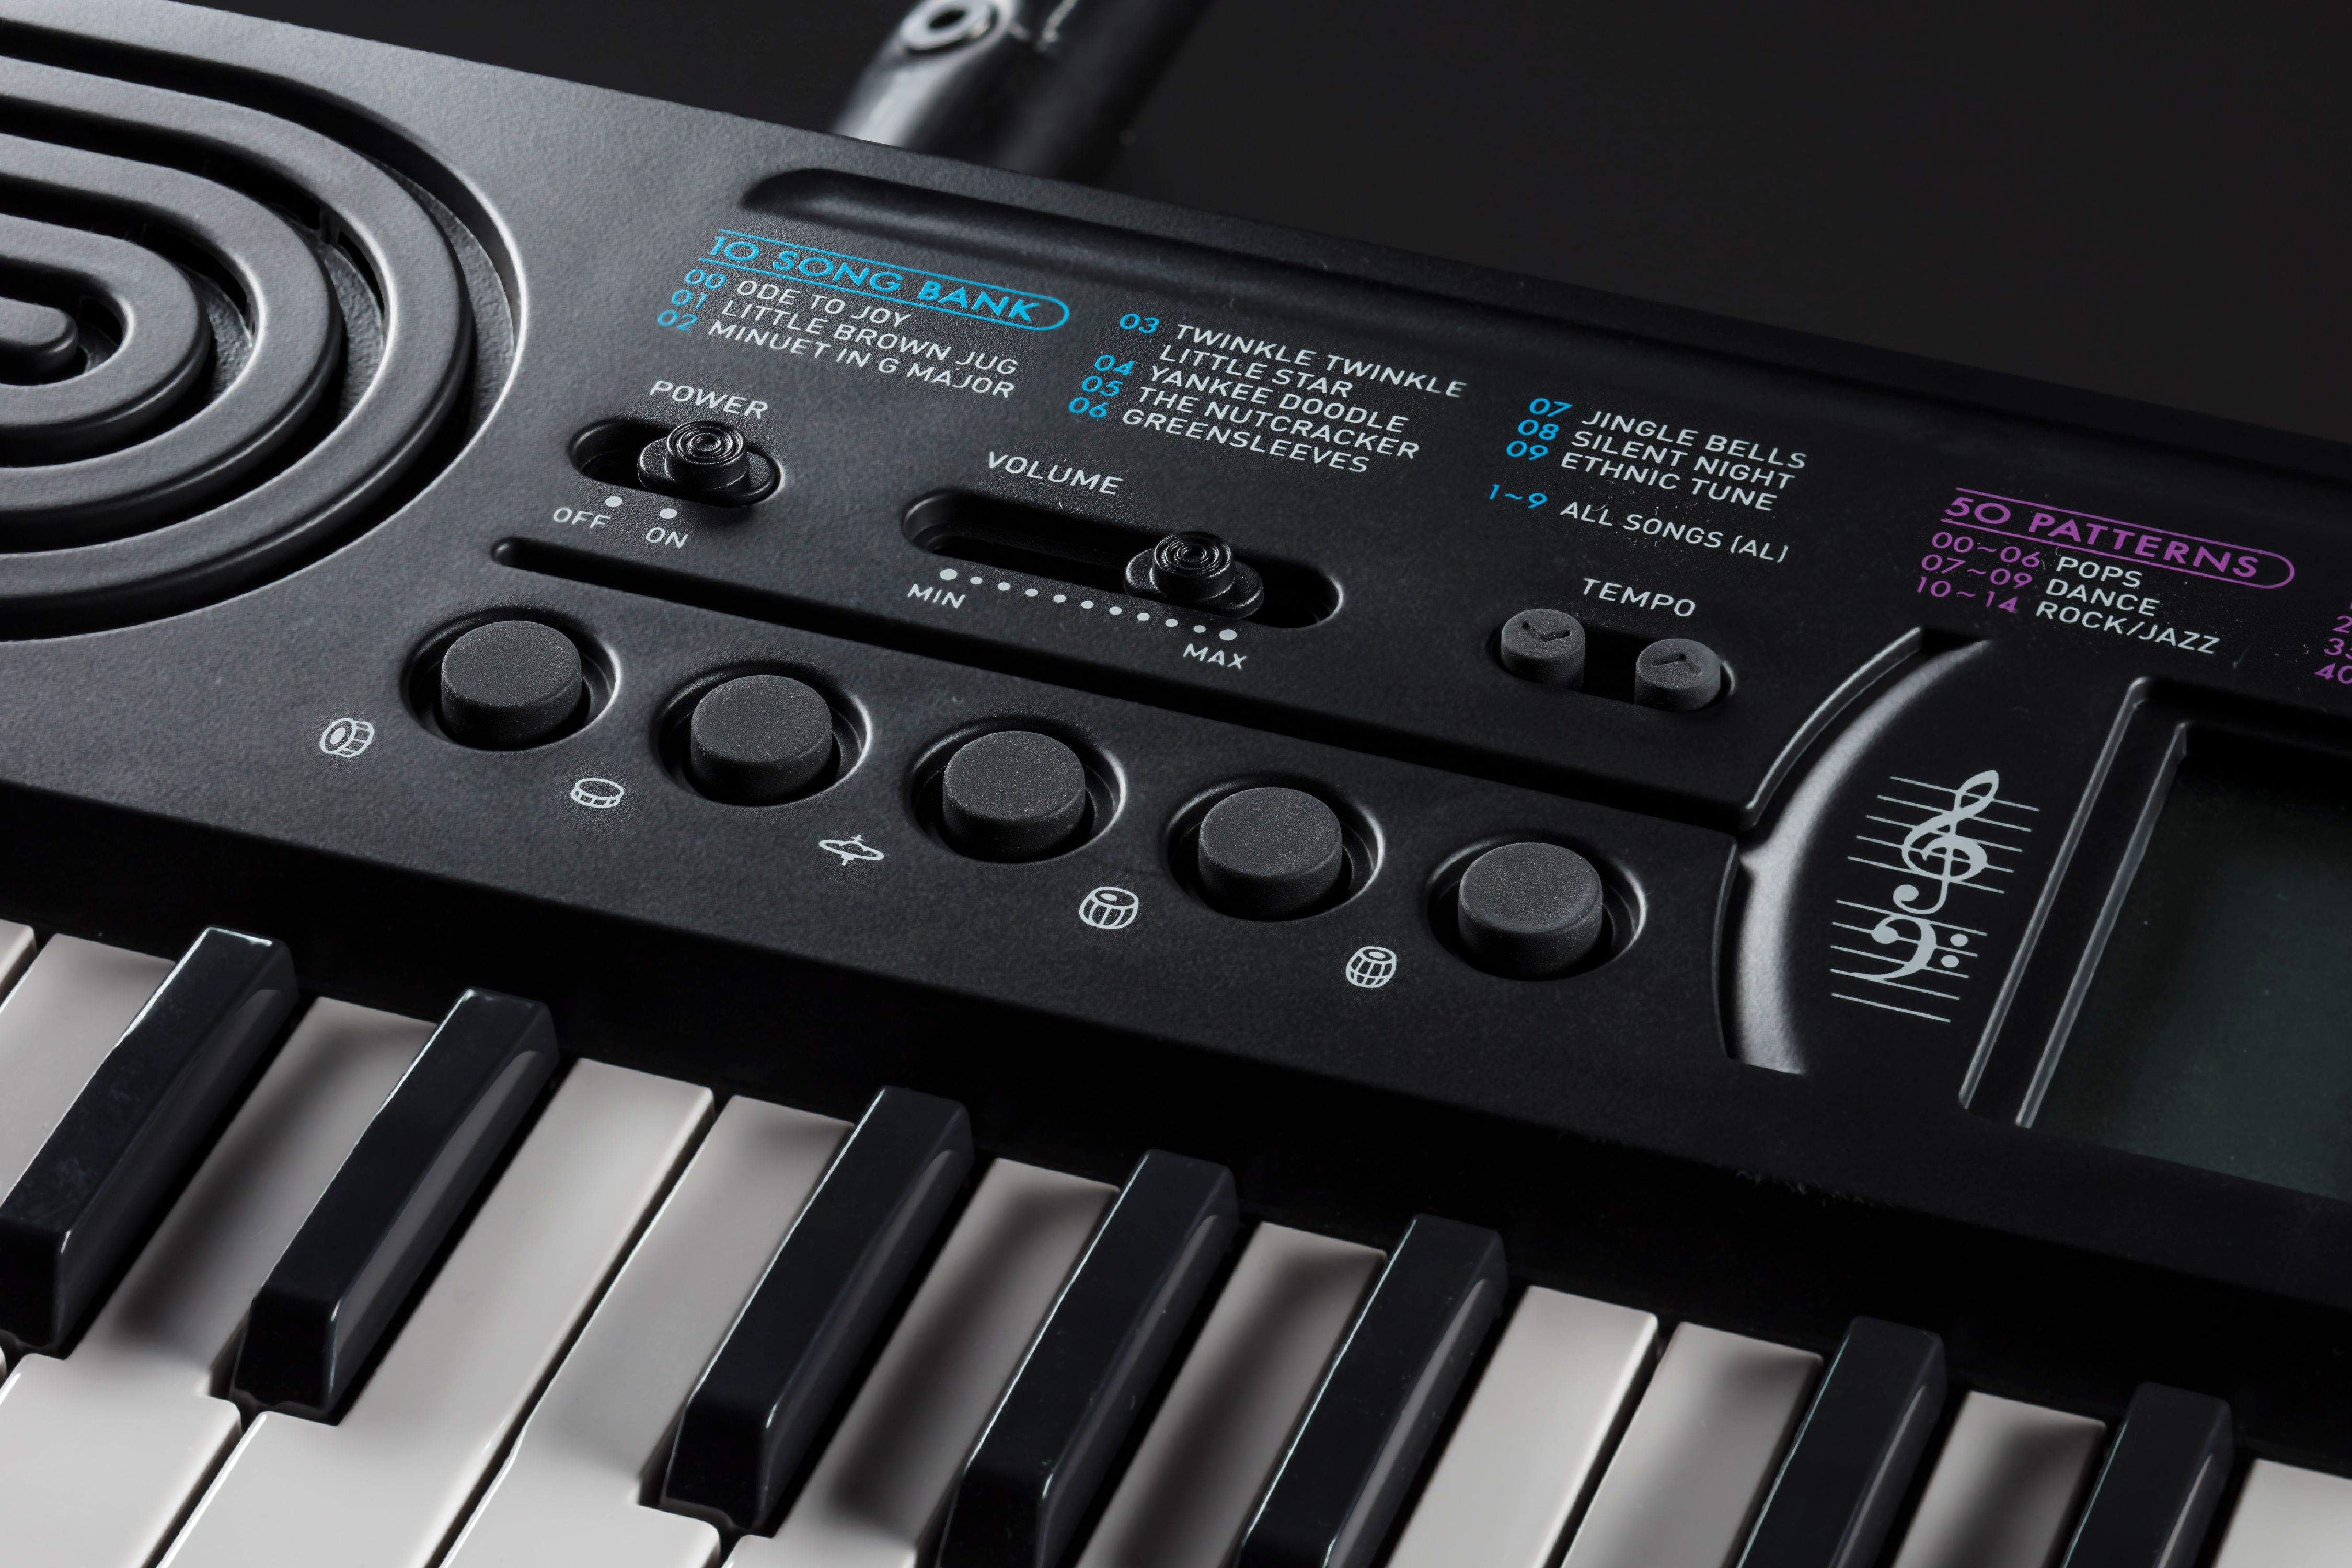 10 SONG BANK
00 ODE TO JOY
01 LITTLE BROWN JUG
02 MINUET IN G MAJOR
03 TWINKLE TWINKLE
LITTLE STAR
04 YANKEE DOODLE
05 THE NUTCRACKER
06 GREENSLEEVES
07 JINGLE BELLS
08 SILENT NIGHT
09 ETHNIC TUNE
1~9 ALL SONGS (AL)
50 PATTERNS
00~06 POPS
07~09 DANCE
10~14 ROCK/JAZZ
POWER
OFF
ON
VOLUME
MIN
MAX
TEMPO